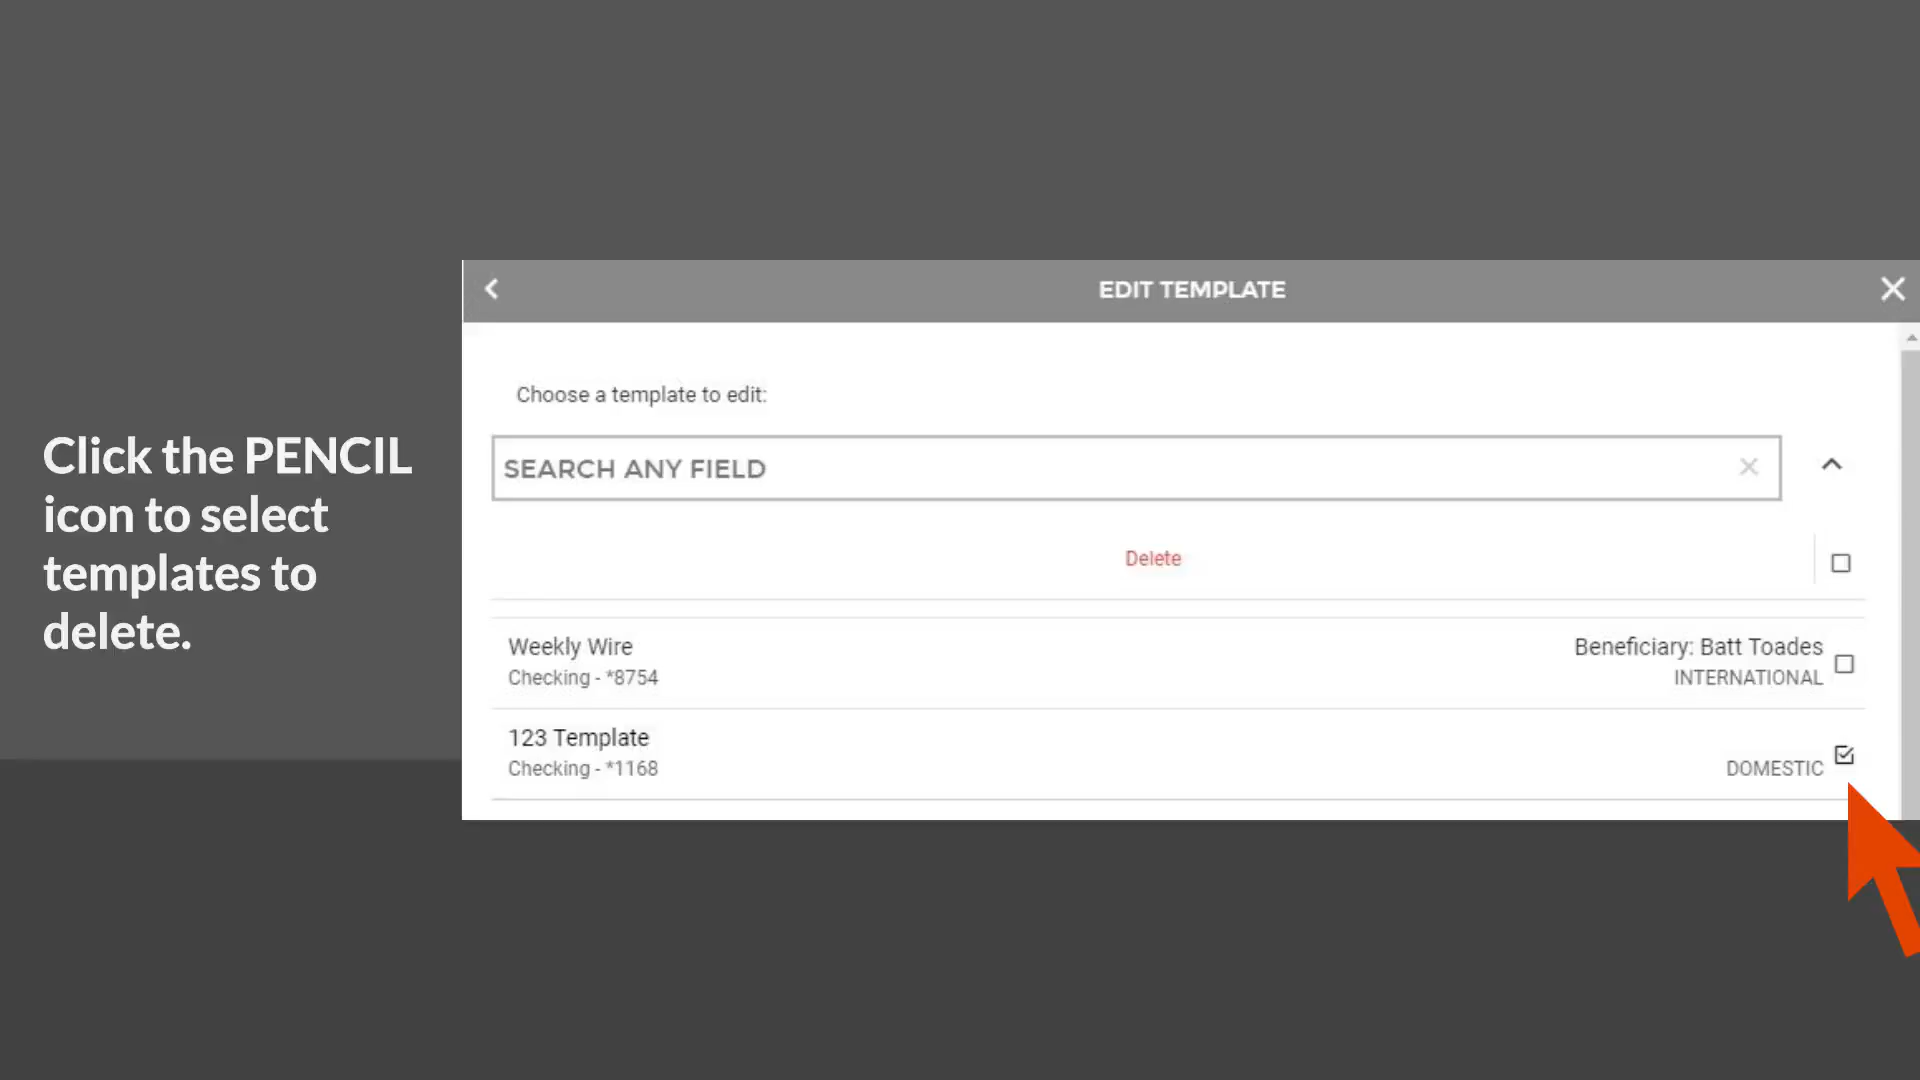 Click the PENCIL
icon to select
templates to
delete.
EDIT TEMPLATE
Choose a template to edit:
SEARCH ANY FIELD
Delete
Weekly Wire
Checking - *8754
Beneficiary: Batt Toades
INTERNATIONAL
123 Template
Checking - *1168
DOMESTIC